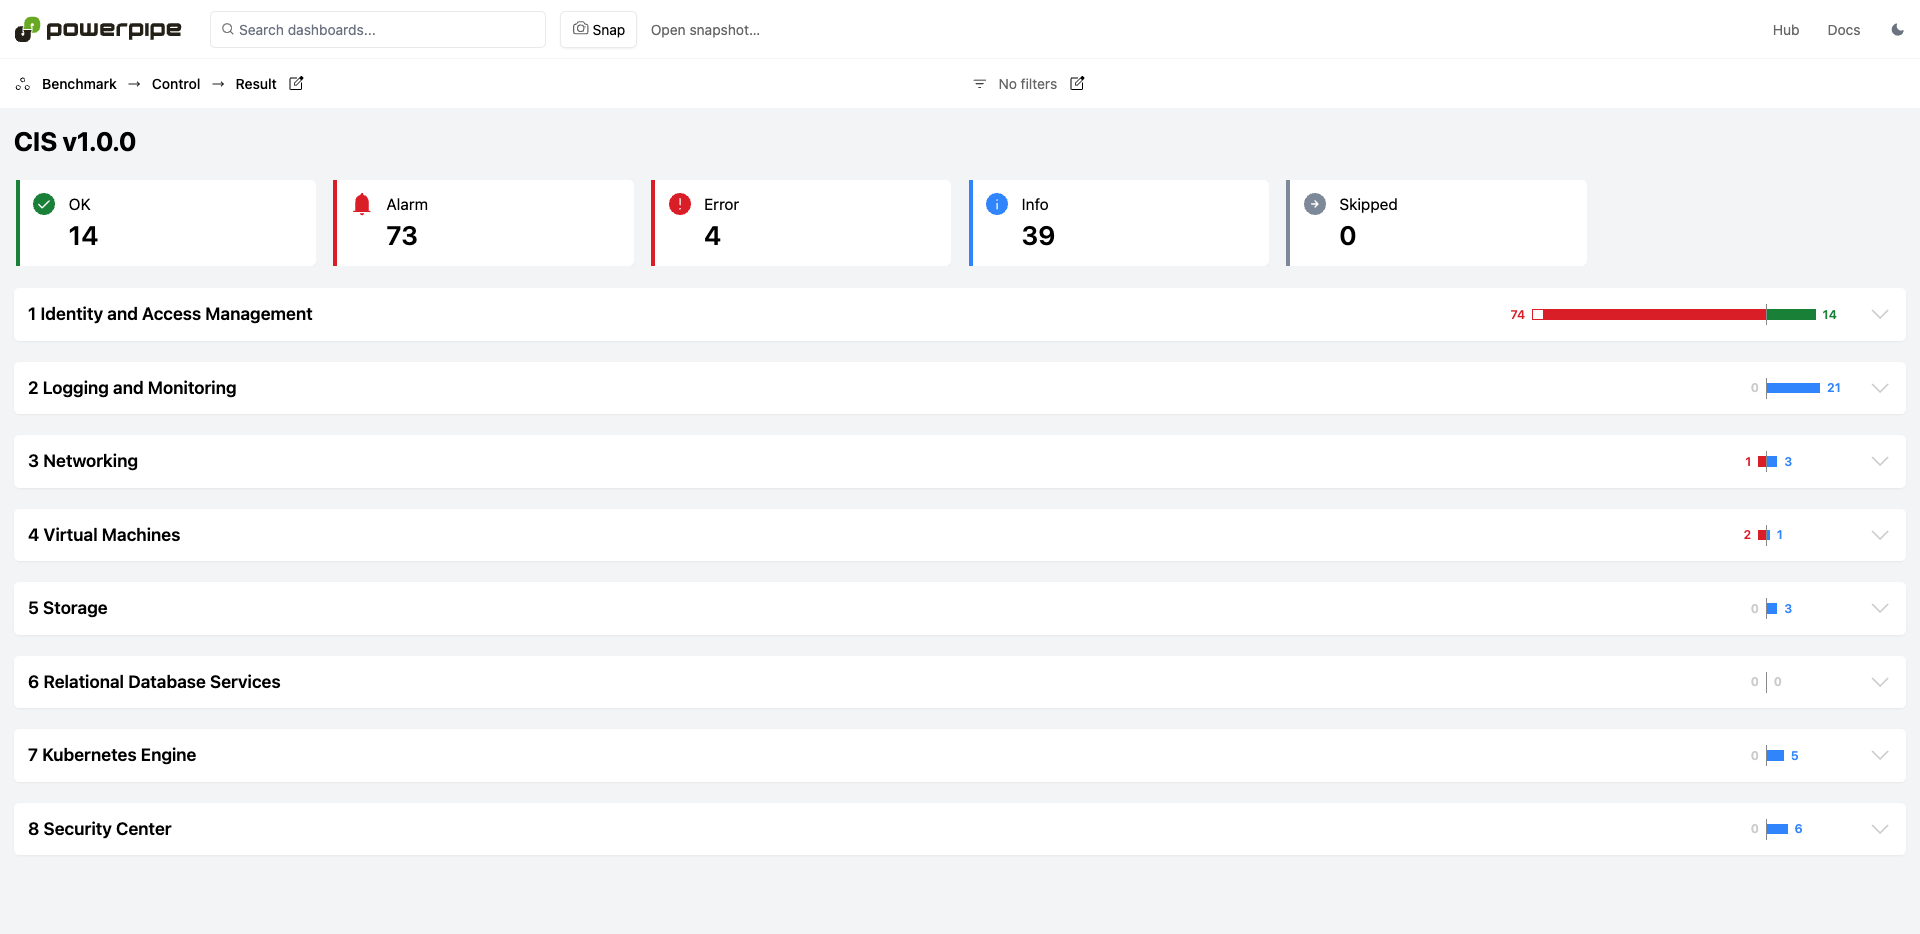 powerpipe
Search dashboards...
Snap
Open snapshot...
Hub
Docs
Benchmark → Control → Result
No filters
CIS v1.0.0
OK
14
Alarm
73
Error
4
Info
39
Skipped
0
1 Identity and Access Management
74 14
2 Logging and Monitoring
0 21
3 Networking
1 3
4 Virtual Machines
2 1
5 Storage
0 3
6 Relational Database Services
0 0
7 Kubernetes Engine
0 5
8 Security Center
0 6